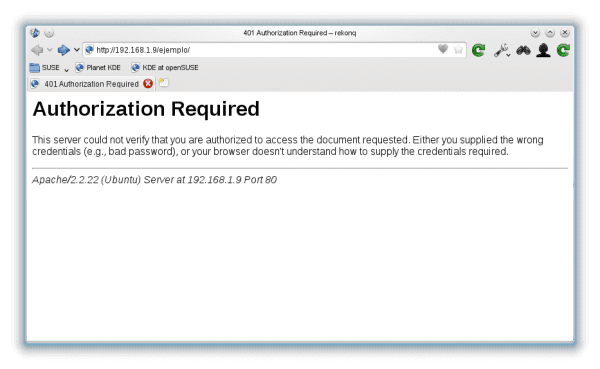 401 Authorization Required – rekonq
http://192.168.1.9/ejemplo/
SUSE Planet KDE KDE at openSUSE
401 Authorization Required
Authorization Required
This server could not verify that you are authorized to access the document requested. Either you supplied the wrong
credentials (e.g., bad password), or your browser doesn't understand how to supply the credentials required.
Apache/2.2.22 (Ubuntu) Server at 192.168.1.9 Port 80